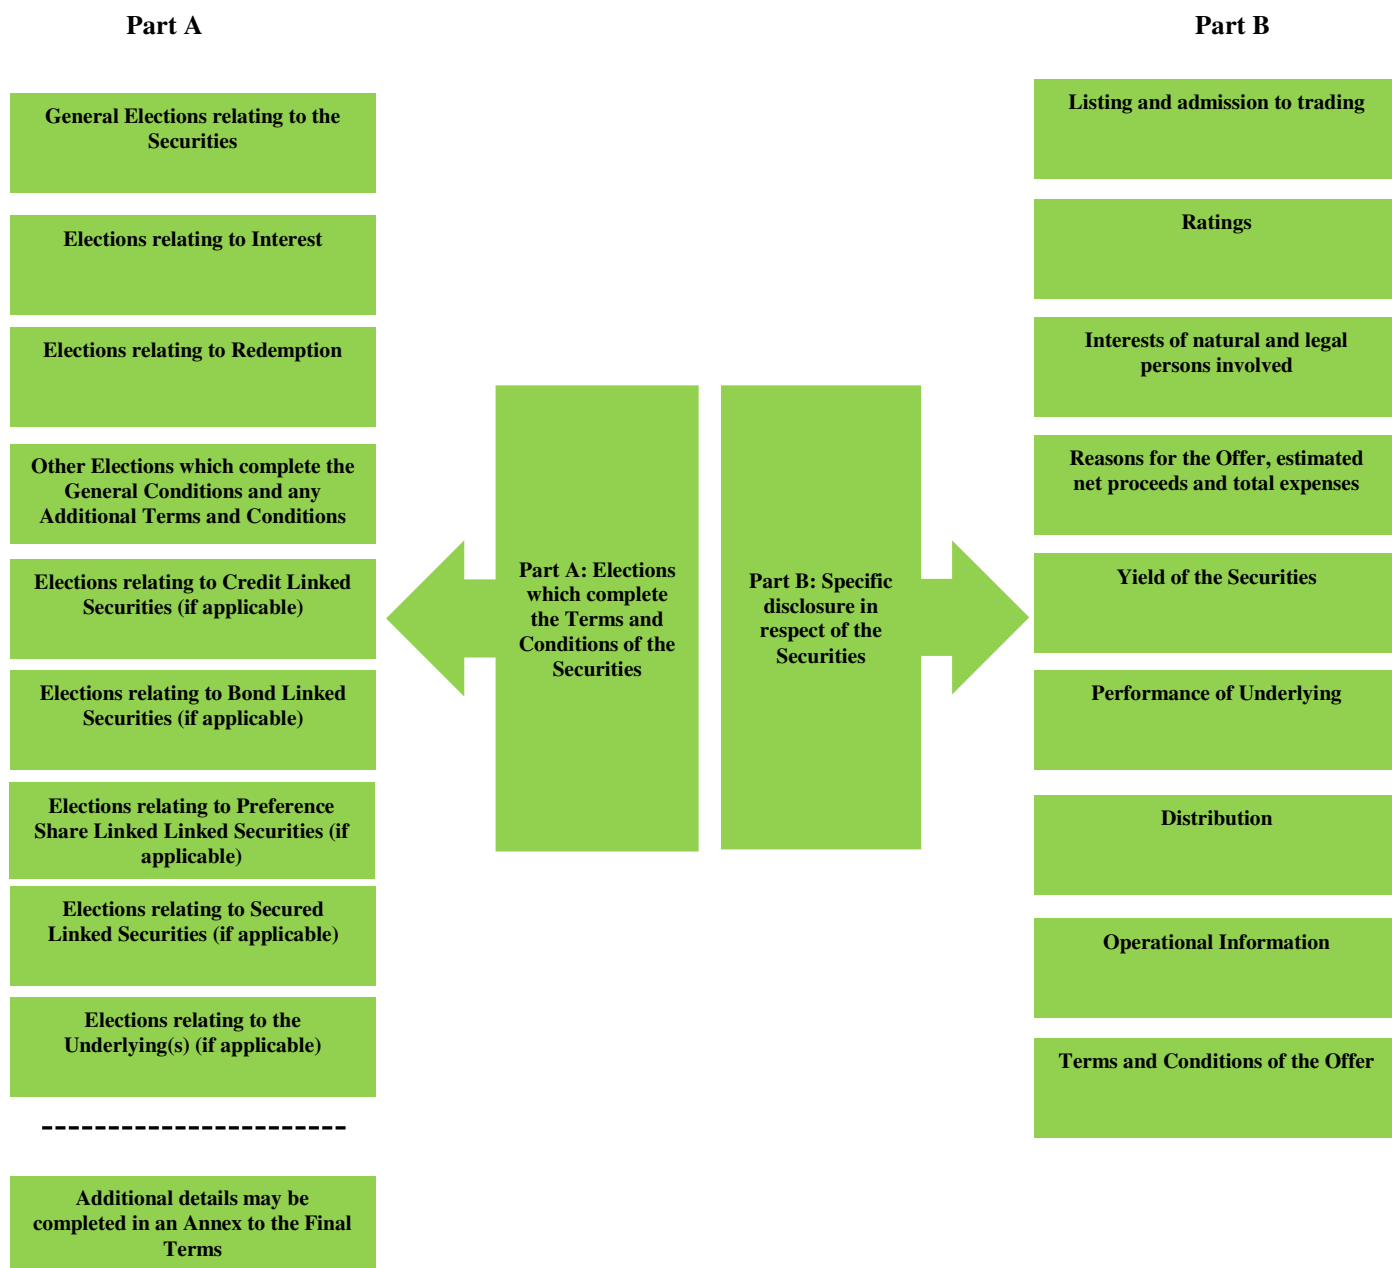 Part A
General Elections relating to the
Securities
Elections relating to Interest
Elections relating to Redemption
Other Elections which complete the
General Conditions and any
Additional Terms and Conditions
Elections relating to Credit Linked
Securities (if applicable)
Elections relating to Bond Linked
Securities (if applicable)
Elections relating to Preference
Share Linked Linked Securities (if
applicable)
Elections relating to Secured
Linked Securities (if applicable)
Elections relating to the
Underlying(s) (if applicable)
-----------------------
Additional details may be
completed in an Annex to the Final
Terms
Part A: Elections
which complete
the Terms and
Conditions of the
Securities
Part B: Specific
disclosure in
respect of the
Securities
Part B
Listing and admission to trading
Ratings
Interests of natural and legal
persons involved
Reasons for the Offer, estimated
net proceeds and total expenses
Yield of the Securities
Performance of Underlying
Distribution
Operational Information
Terms and Conditions of the Offer